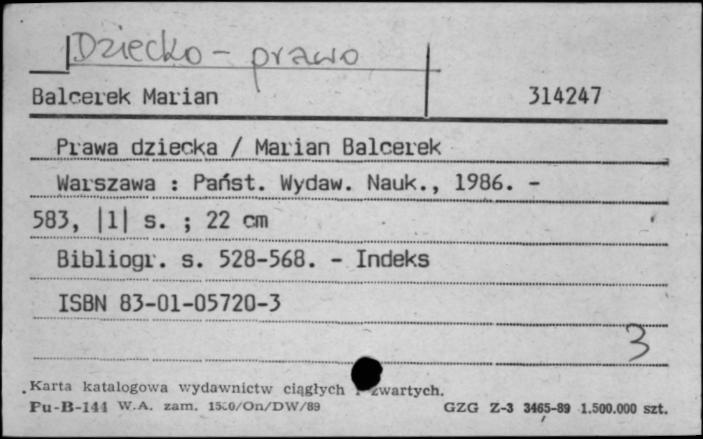 Dziecko - prawo
Balcerek Marian 314247
Prawa dziecka / Marian Balcerek
Warszawa : Państ. Wydaw. Nauk., 1986. -
583, |1| s. ; 22 cm
Bibliogr. s. 528-568. - Indeks
ISBN 83-01-05720-3
3
Karta katalogowa wydawnictw ciągłych i zwartych.
Pu-B-144 W.A. zam. /On/DW/89 GZG Z-3 3465-89 1.500.000 szt.